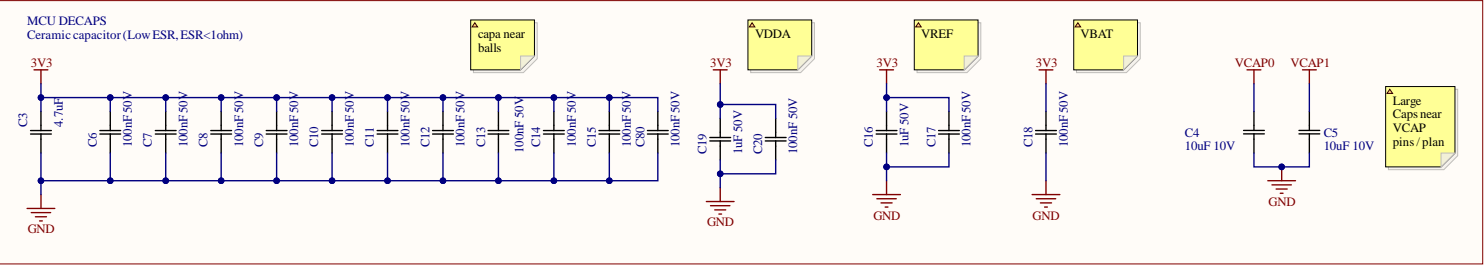 MCU DECAPS
Ceramic capacitor (Low ESR, ESR<1ohm)
capa near
balls
VDDA
VREF
VBAT
3V3
3V3
3V3
3V3
VCAP0
VCAP1
Large
Caps near
VCAP
pins / plan
C3
4.7uF
C6
100nF 50V
C7
100nF 50V
C8
100nF 50V
C9
100nF 50V
C10
100nF 50V
C11
100nF 50V
C12
100nF 50V
C13
100nF 50V
C14
100nF 50V
C15
100nF 50V
C80
100nF 50V
C19
1uF 50V
C20
100nF 50V
C16
1uF 50V
C17
100nF 50V
C18
100nF 50V
C4
10uF 10V
C5
10uF 10V
GND
GND
GND
GND
GND